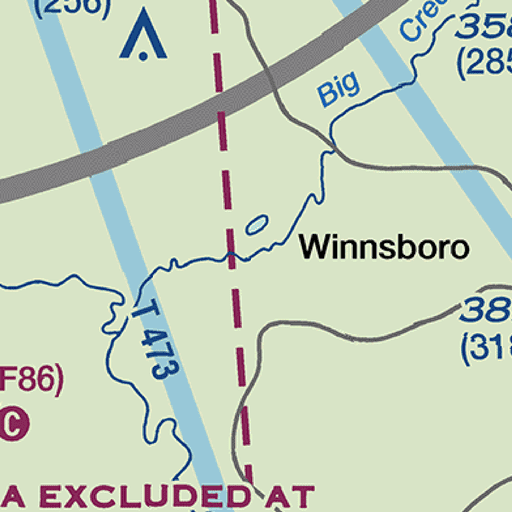 (256)
Big
Cree
358
(285
Winnsboro
T 473
38
(318
F86)
C
A EXCLUDED AT